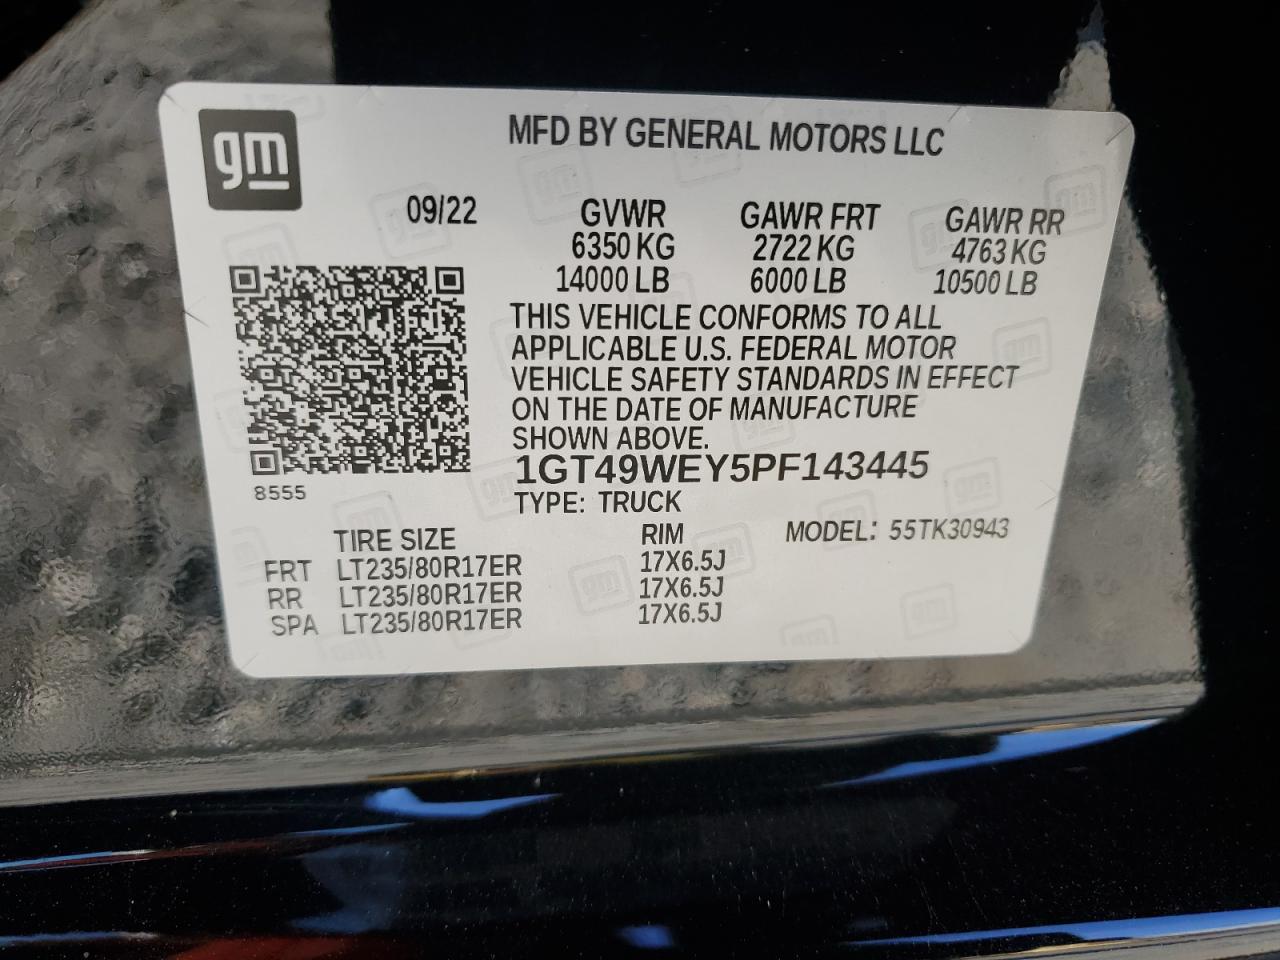 gm
MFD BY GENERAL MOTORS LLC
09/22 GVWR GAWR FRT GAWR RR
6350 KG 2722 KG 4763 KG
14000 LB 6000 LB 10500 LB
THIS VEHICLE CONFORMS TO ALL
APPLICABLE U.S. FEDERAL MOTOR
VEHICLE SAFETY STANDARDS IN EFFECT
ON THE DATE OF MANUFACTURE
SHOWN ABOVE.
1GT49WEY5PF143445
8555
TYPE: TRUCK
TIRE SIZE RIM MODEL: 55TK30943
FRT LT235/80R17ER 17X6.5J
RR LT235/80R17ER 17X6.5J
SPA LT235/80R17ER 17X6.5J